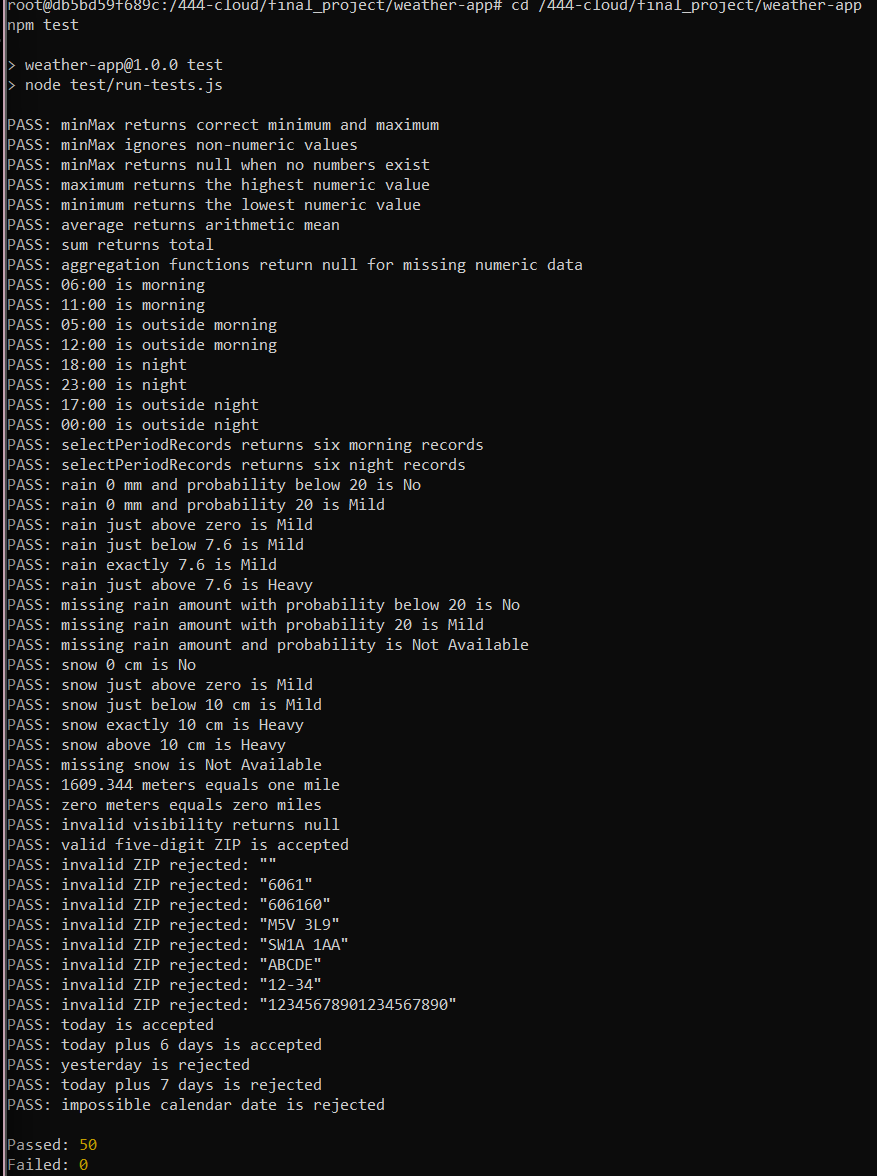 root@db5bd59f689c:/444-cloud/final_project/weather-app# cd /444-cloud/final_project/weather-app
npm test
> weather-app@1.0.0 test
> node test/run-tests.js
PASS: minMax returns correct minimum and maximum
PASS: minMax ignores non-numeric values
PASS: minMax returns null when no numbers exist
PASS: maximum returns the highest numeric value
PASS: minimum returns the lowest numeric value
PASS: average returns arithmetic mean
PASS: sum returns total
PASS: aggregation functions return null for missing numeric data
PASS: 06:00 is morning
PASS: 11:00 is morning
PASS: 05:00 is outside morning
PASS: 12:00 is outside morning
PASS: 18:00 is night
PASS: 23:00 is night
PASS: 17:00 is outside night
PASS: 00:00 is outside night
PASS: selectPeriodRecords returns six morning records
PASS: selectPeriodRecords returns six night records
PASS: rain 0 mm and probability below 20 is No
PASS: rain 0 mm and probability 20 is Mild
PASS: rain just above zero is Mild
PASS: rain just below 7.6 is Mild
PASS: rain exactly 7.6 is Mild
PASS: rain just above 7.6 is Heavy
PASS: missing rain amount with probability below 20 is No
PASS: missing rain amount with probability 20 is Mild
PASS: missing rain amount and probability is Not Available
PASS: snow 0 cm is No
PASS: snow just above zero is Mild
PASS: snow just below 10 cm is Mild
PASS: snow exactly 10 cm is Heavy
PASS: snow above 10 cm is Heavy
PASS: missing snow is Not Available
PASS: 1609.344 meters equals one mile
PASS: zero meters equals zero miles
PASS: invalid visibility returns null
PASS: valid five-digit ZIP is accepted
PASS: invalid ZIP rejected: ""
PASS: invalid ZIP rejected: "6061"
PASS: invalid ZIP rejected: "606160"
PASS: invalid ZIP rejected: "M5V 3L9"
PASS: invalid ZIP rejected: "SW1A 1AA"
PASS: invalid ZIP rejected: "ABCDE"
PASS: invalid ZIP rejected: "12-34"
PASS: invalid ZIP rejected: "12345678901234567890"
PASS: today is accepted
PASS: today plus 6 days is accepted
PASS: yesterday is rejected
PASS: today plus 7 days is rejected
PASS: impossible calendar date is rejected
Passed: 50
Failed: 0